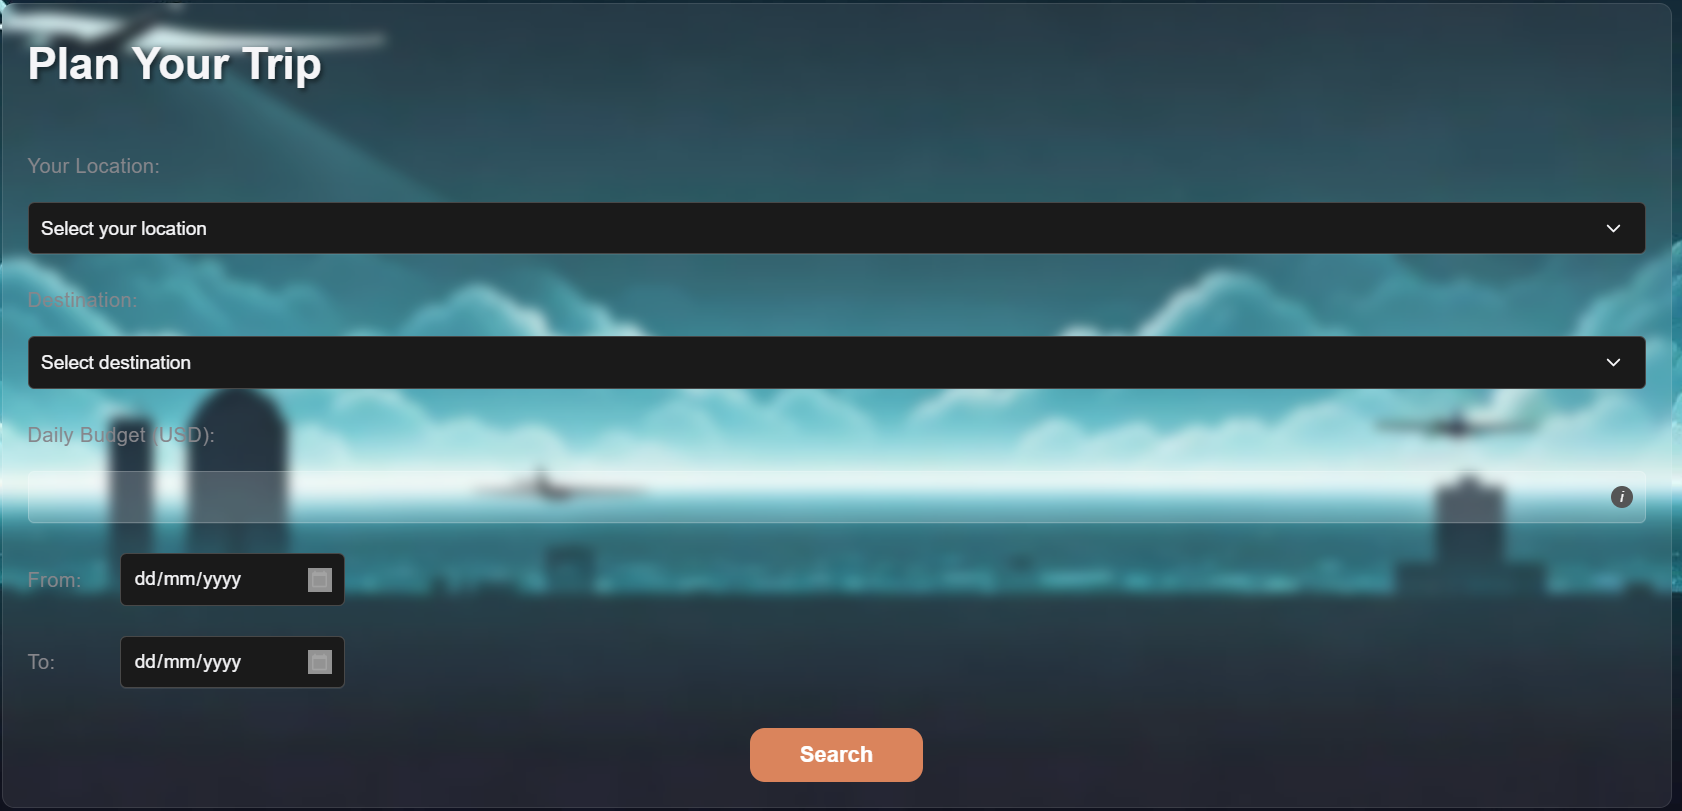 Plan Your Trip
Your Location:
Select your location
Destination:
Select destination
Daily Budget (USD):
i
From:
dd/mm/yyyy
To:
dd/mm/yyyy
Search